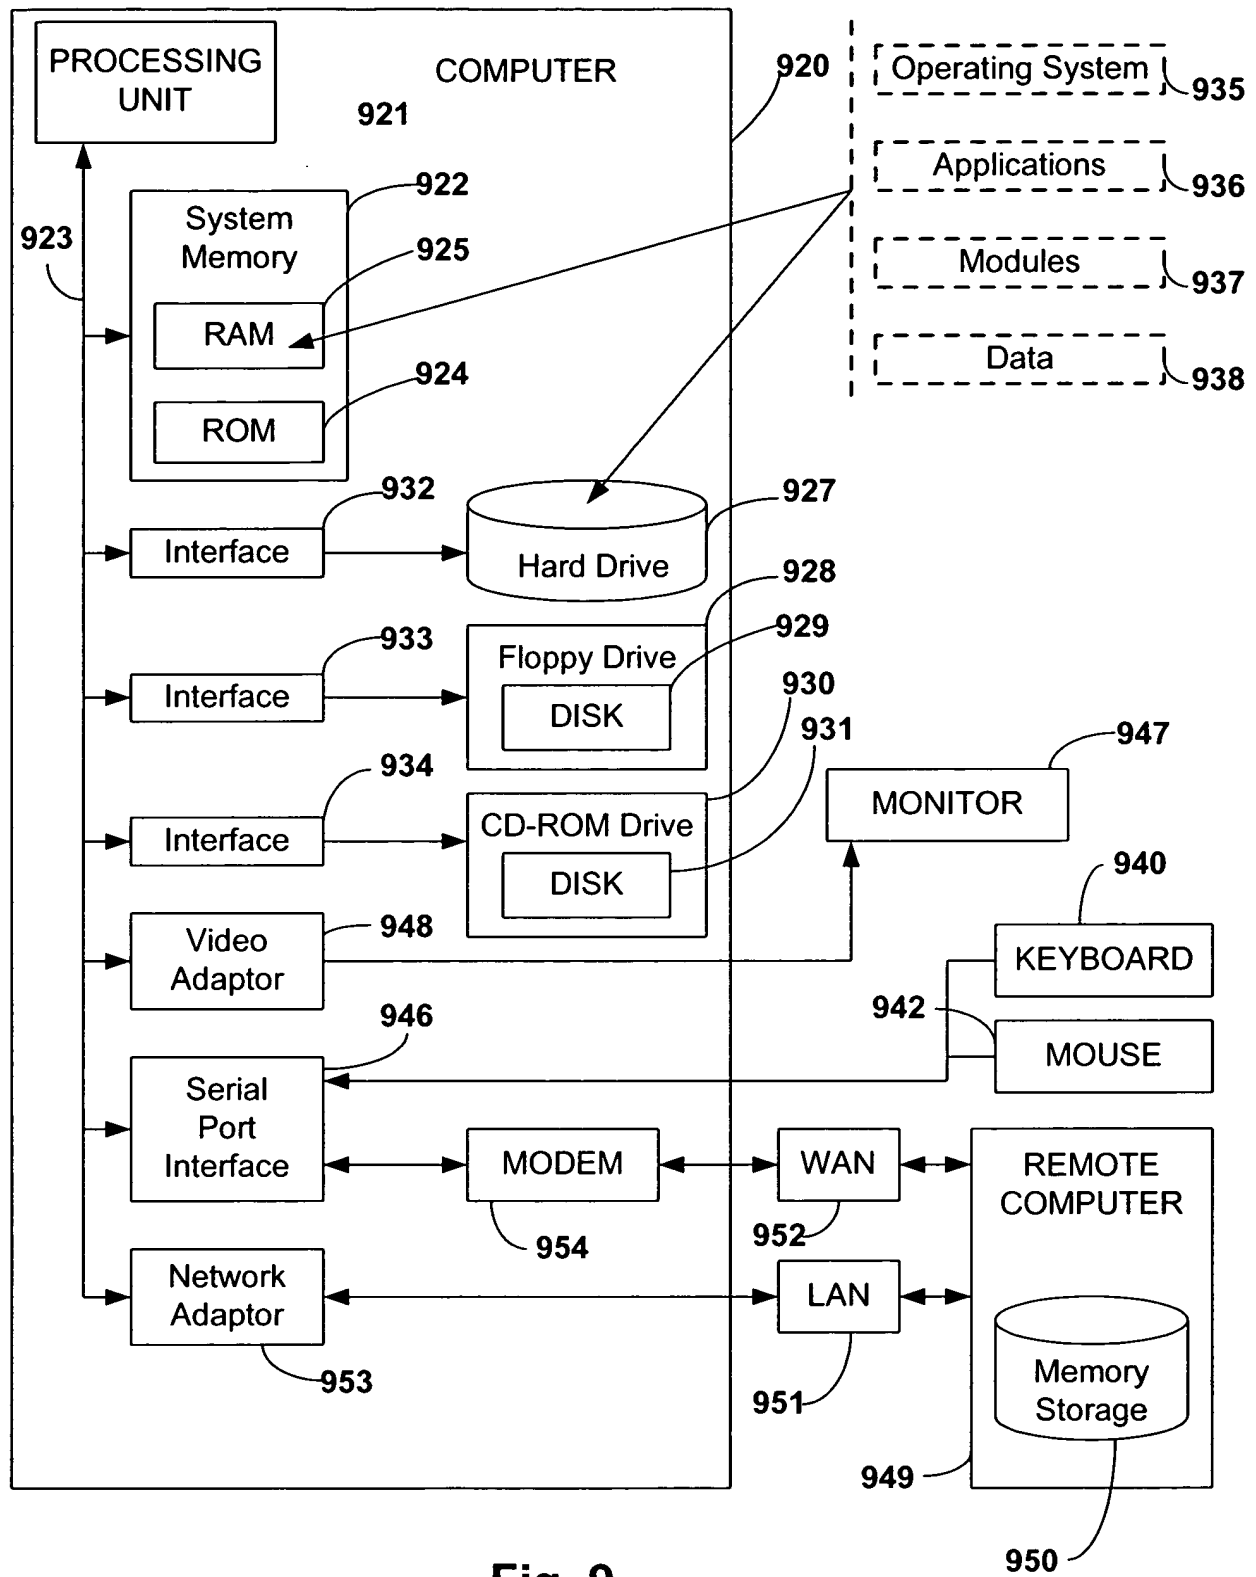 PROCESSING
UNIT
COMPUTER
921
920
Operating System
935
Applications
936
Modules
937
Data
938
922
System
Memory
923
925
RAM
924
ROM
932
Interface
927
Hard Drive
928
929
933
Interface
Floppy Drive
DISK
930
931
934
Interface
CD-ROM Drive
DISK
947
MONITOR
940
KEYBOARD
948
Video
Adaptor
942
MOUSE
946
Serial
Port
Interface
MODEM
954
WAN
952
REMOTE
COMPUTER
Network
Adaptor
953
LAN
951
Memory
Storage
949
950
Fig. 9